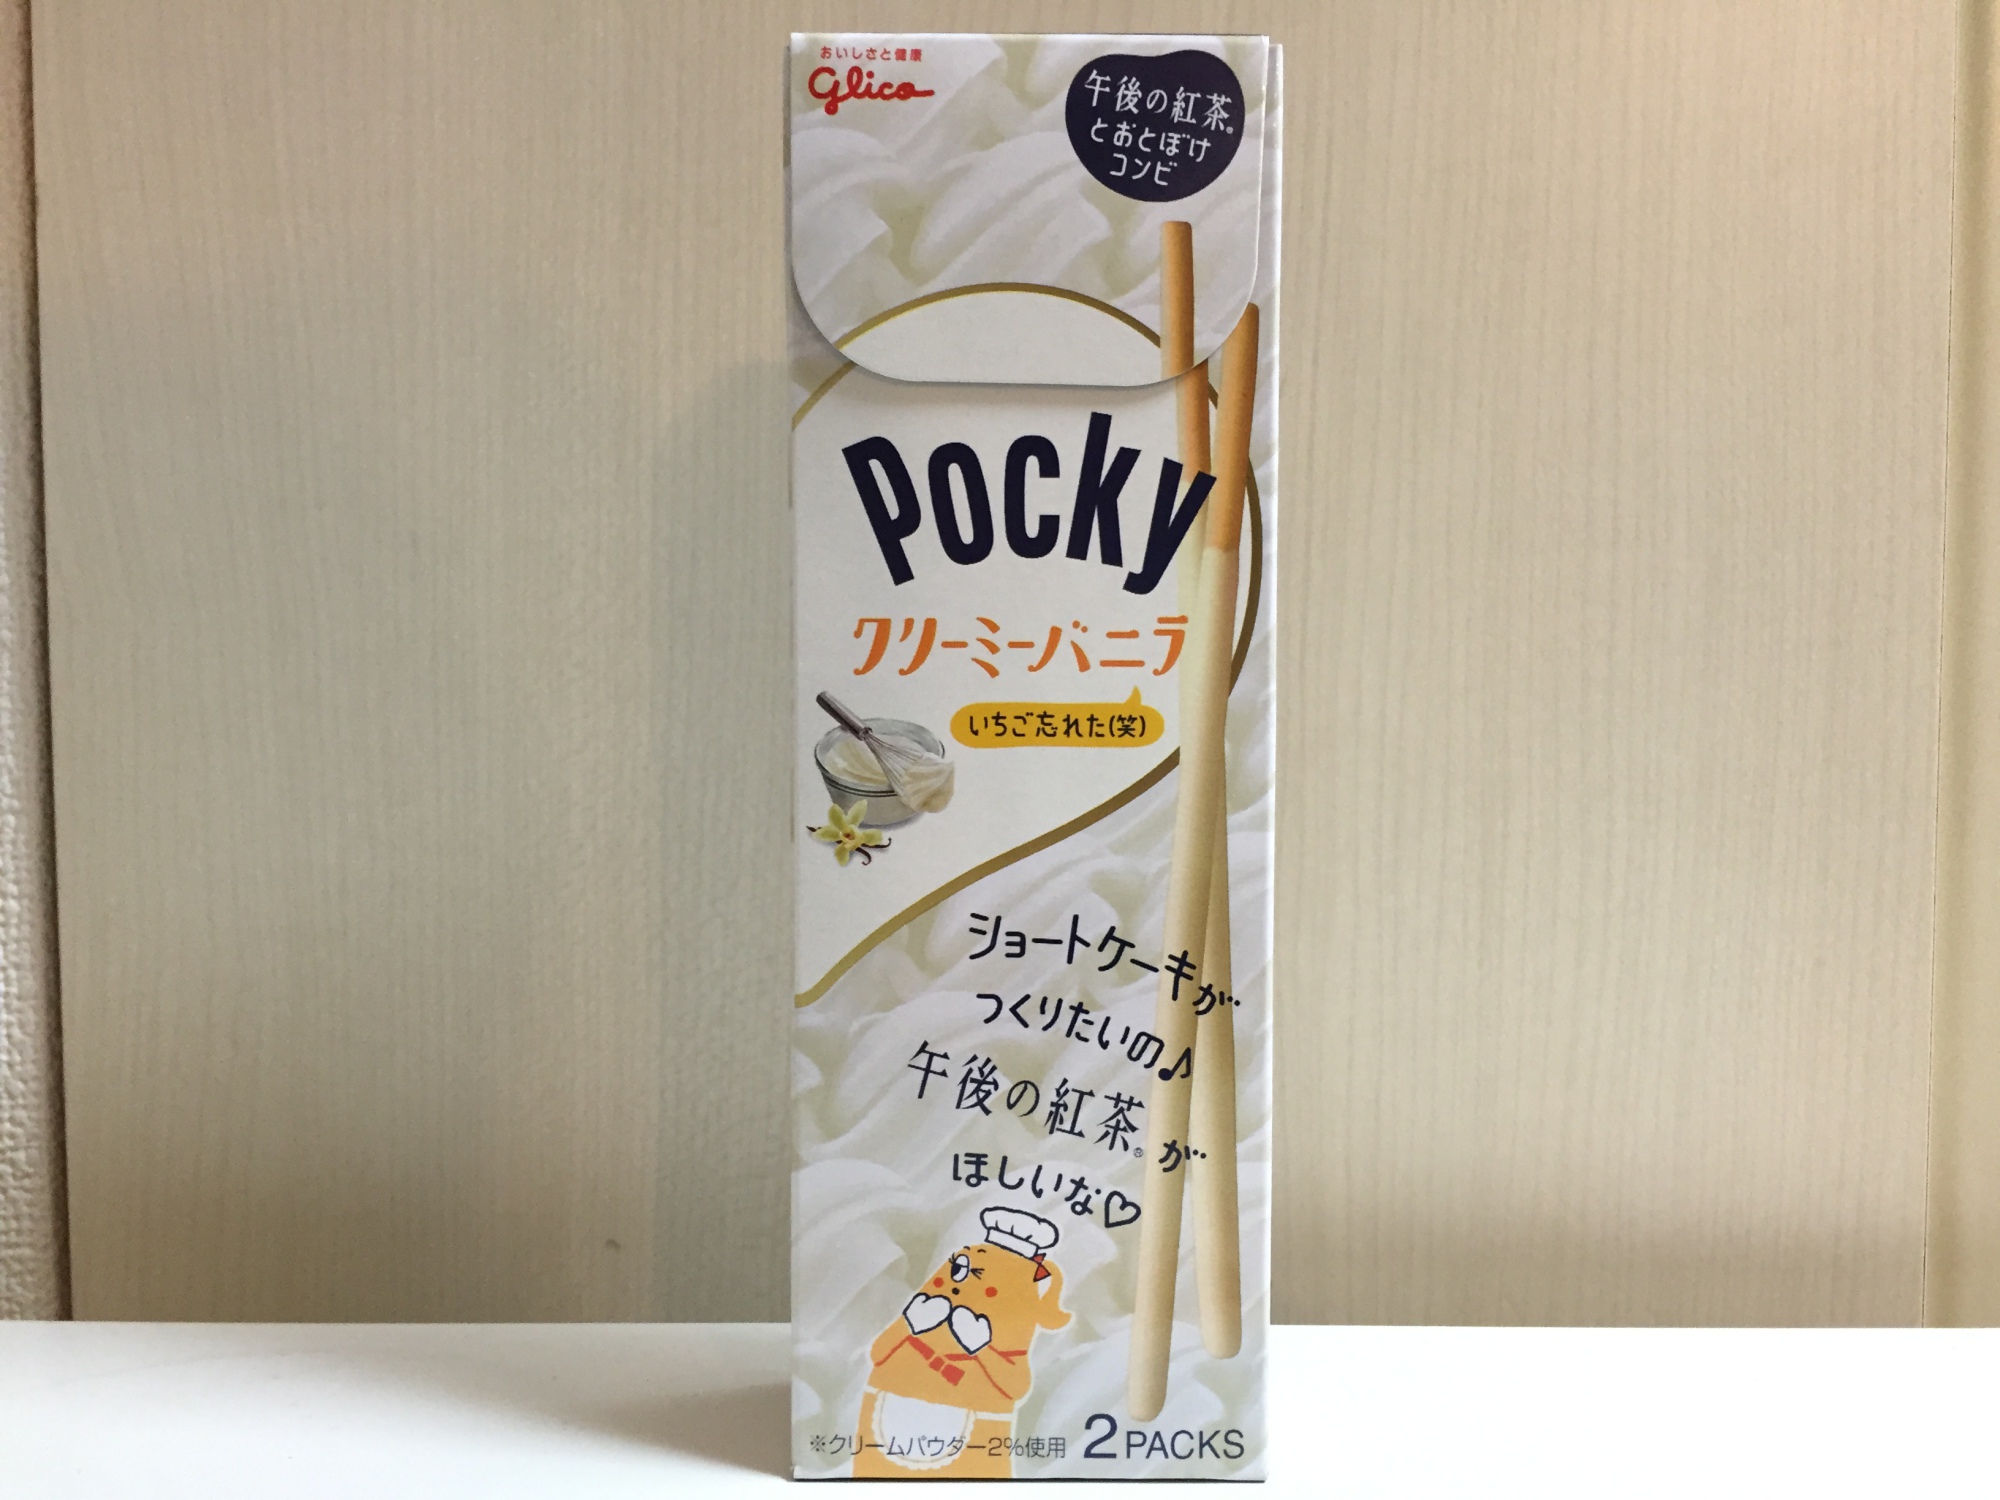 おいしさと健康
Glico
午後の紅茶®
とおとぼけ
コンビ
Pocky
クリーミーバニラ
いちご忘れた(笑)
ショートケーキが
つくりたいの♪
午後の紅茶®が
ほしいな♡
※クリームパウダー2%使用
2 PACKS